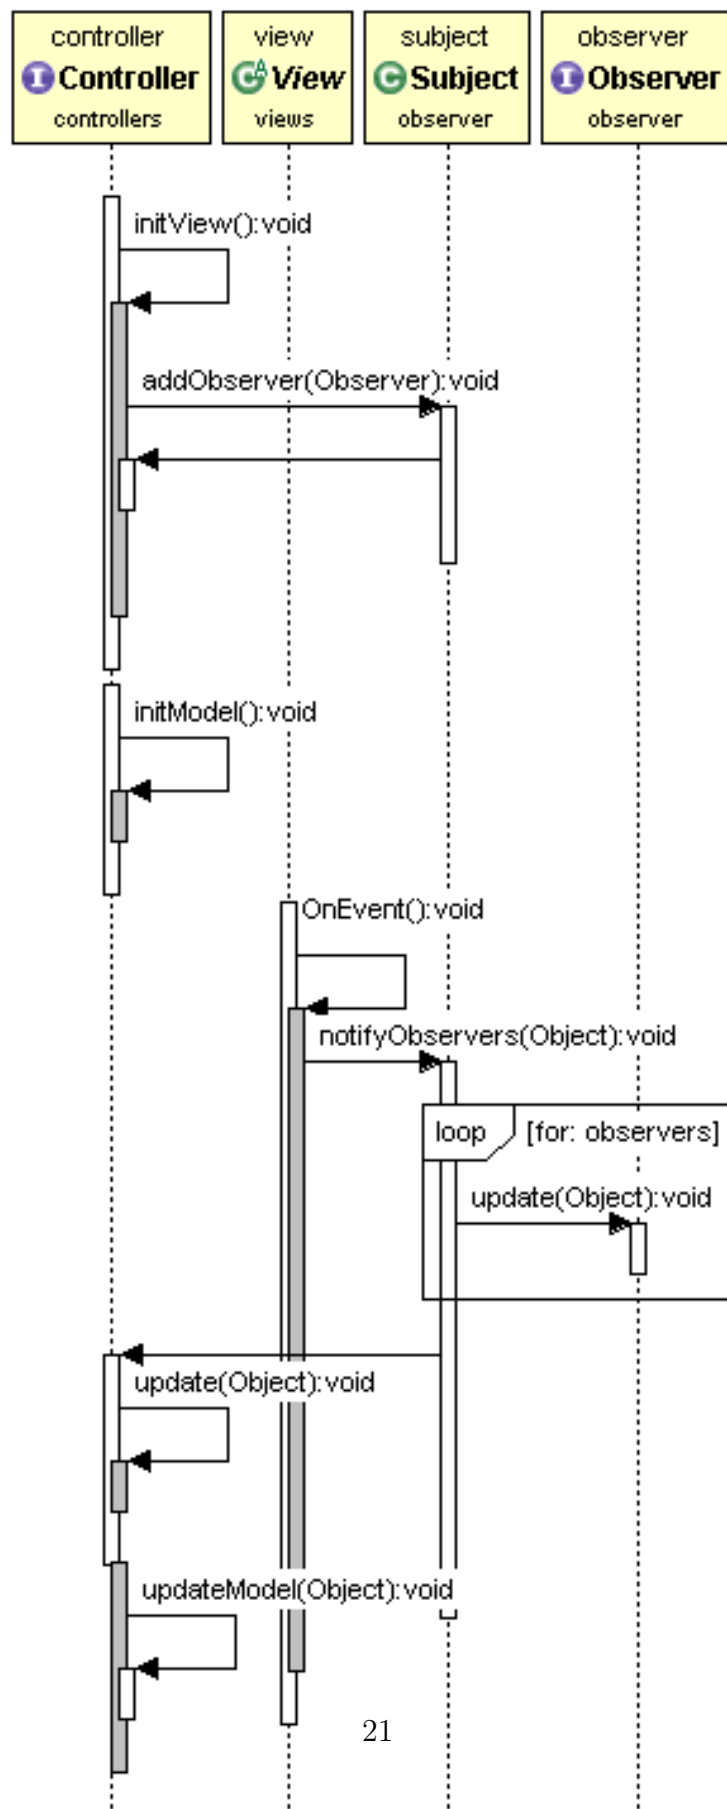 controller
I Controller
controllers
view
C A View
views
subject
C Subject
observer
observer
I Observer
observer
initView():void
addObserver(Observer):void
initModel():void
OnEvent():void
notifyObservers(Object):void
loop [for: observers]
update(Object):void
update(Object):void
updateModel(Object):void
21